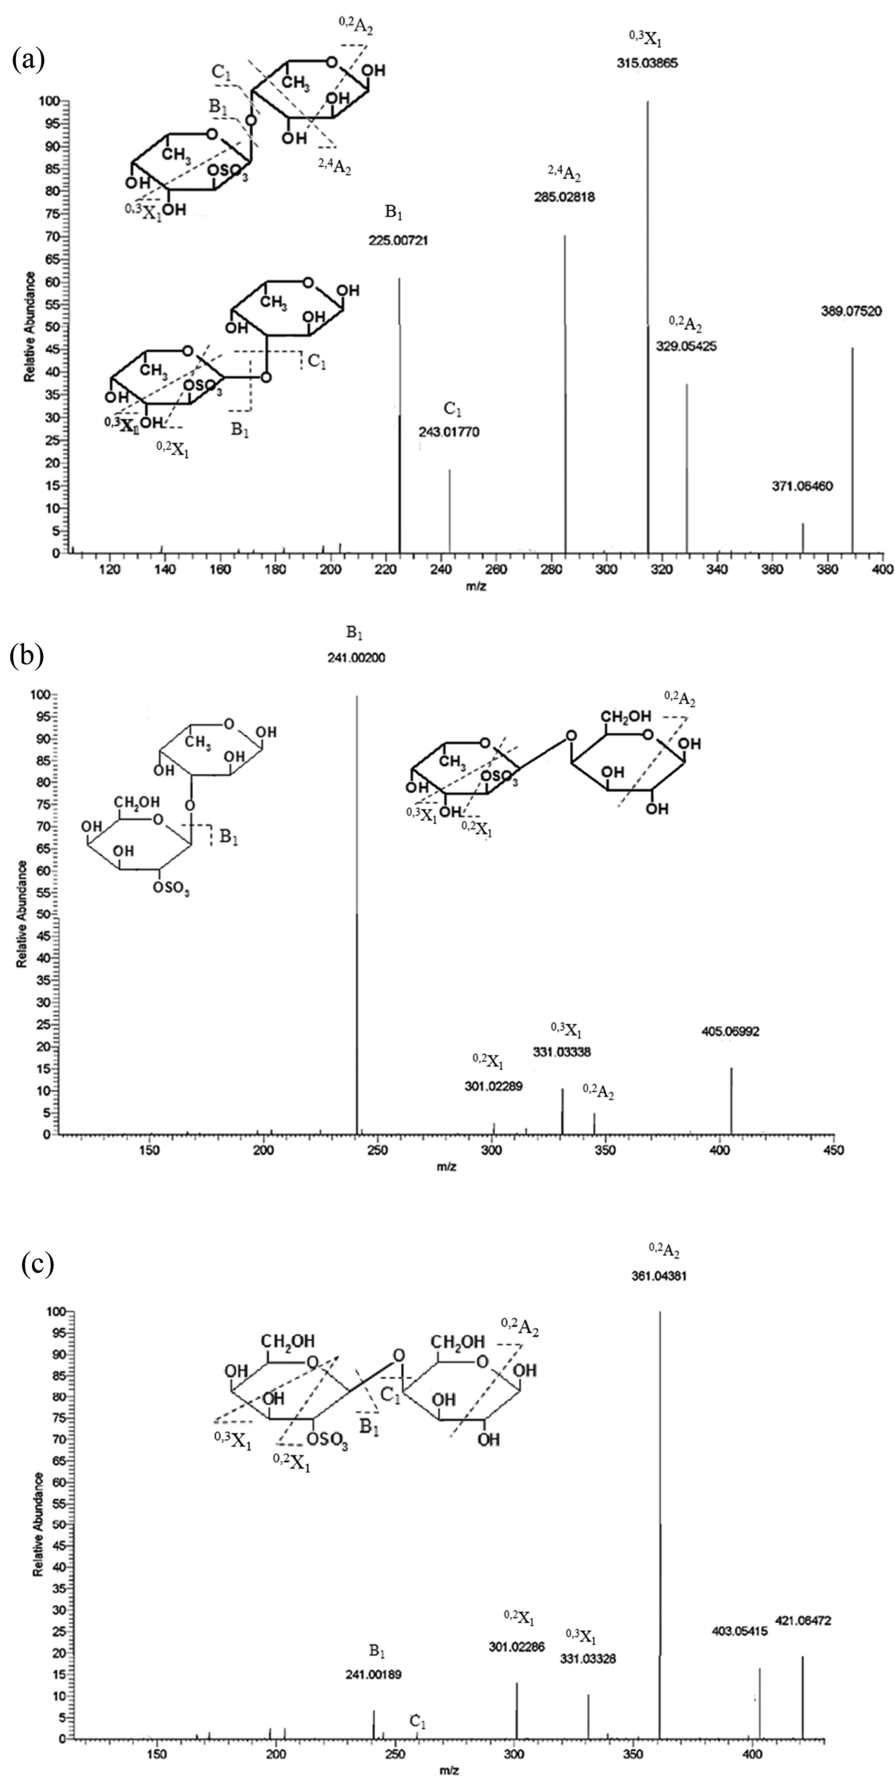 (a)
0,2A2
0,3X1
315.03865
C1
B1
O
OH
CH3
OH
OH
2,4A2
O
O
CH3
OSO3
OH
OH
0,3X1
2,4A2
285.02818
B1
225.00721
0,2A2
329.05425
389.07520
C1
243.01770
371.06460
O
OH
CH3
OH
OH
O
CH3
OSO3
O
OH
OH
C1
B1
0,3X1
0,2X1
Relative Abundance
100
95
90
85
80
75
70
65
60
55
50
45
40
35
30
25
20
15
10
5
0
120 140 160 180 200 220 240 260 280 300 320 340 360 380 400
m/z
(b)
B1
241.00200
O
OH
CH3
OH
OH
O
CH2OH
OH
O
OH
OSO3
B1
0,2A2
CH2OH
O
O
O
OH
CH3
OSO3
OH
OH
OH
OH
0,3X1
0,2X1
0,2X1
301.02289
0,3X1
331.03338
0,2A2
405.06992
Relative Abundance
100
95
90
85
80
75
70
65
60
55
50
45
40
35
30
25
20
15
10
5
0
150 200 250 300 350 400 450
m/z
(c)
0,2A2
361.04381
CH2OH
O
CH2OH
0,2A2
OH
O
O
OH
OH
C1
OH
B1
OSO3
OH
0,3X1
0,2X1
B1
241.00189
C1
0,2X1
301.02286
0,3X1
331.03328
403.05415
421.06472
Relative Abundance
100
95
90
85
80
75
70
65
60
55
50
45
40
35
30
25
20
15
10
5
0
150 200 250 300 350 400
m/z